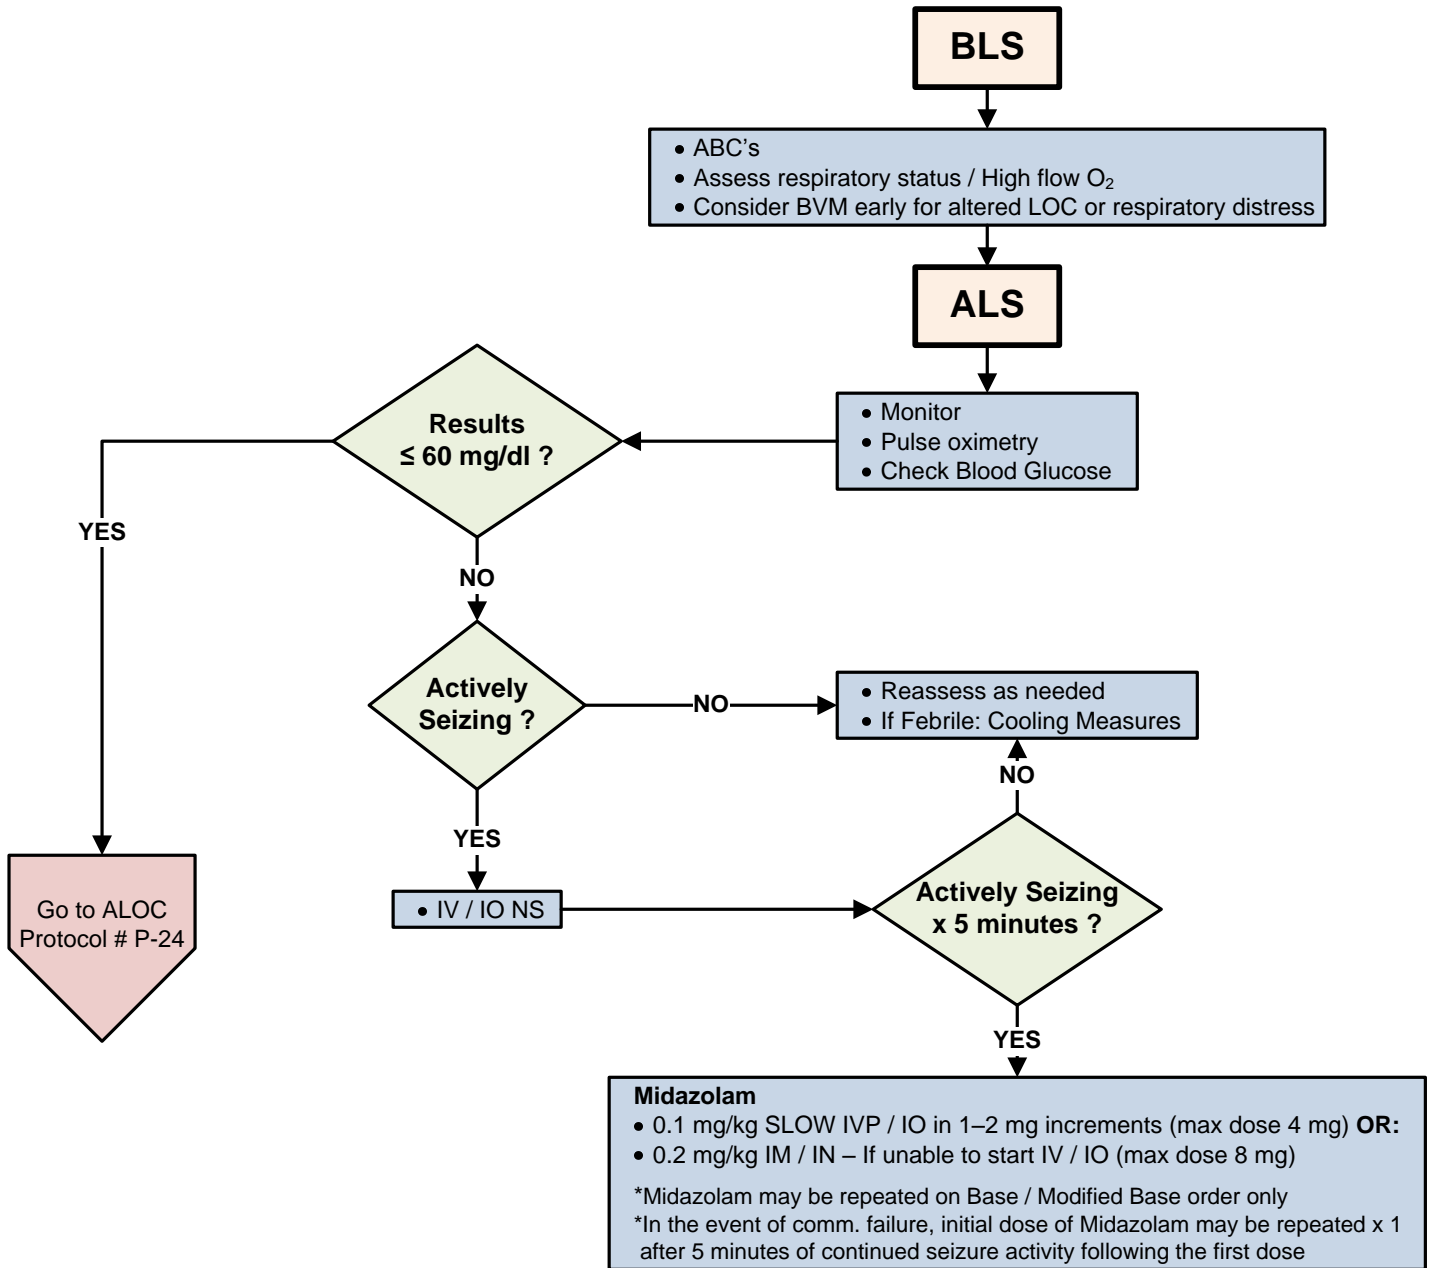 BLS
• ABC's
• Assess respiratory status / High flow O₂
• Consider BVM early for altered LOC or respiratory distress
ALS
• Monitor
• Pulse oximetry
• Check Blood Glucose
Results
≤ 60 mg/dl ?
YES
NO
Go to ALOC
Protocol # P-24
Actively
Seizing ?
NO
• Reassess as needed
• If Febrile: Cooling Measures
YES
• IV / IO NS
NO
Actively Seizing
x 5 minutes ?
YES
Midazolam
• 0.1 mg/kg SLOW IVP / IO in 1–2 mg increments (max dose 4 mg) OR:
• 0.2 mg/kg IM / IN – If unable to start IV / IO (max dose 8 mg)
*Midazolam may be repeated on Base / Modified Base order only
*In the event of comm. failure, initial dose of Midazolam may be repeated x 1
after 5 minutes of continued seizure activity following the first dose